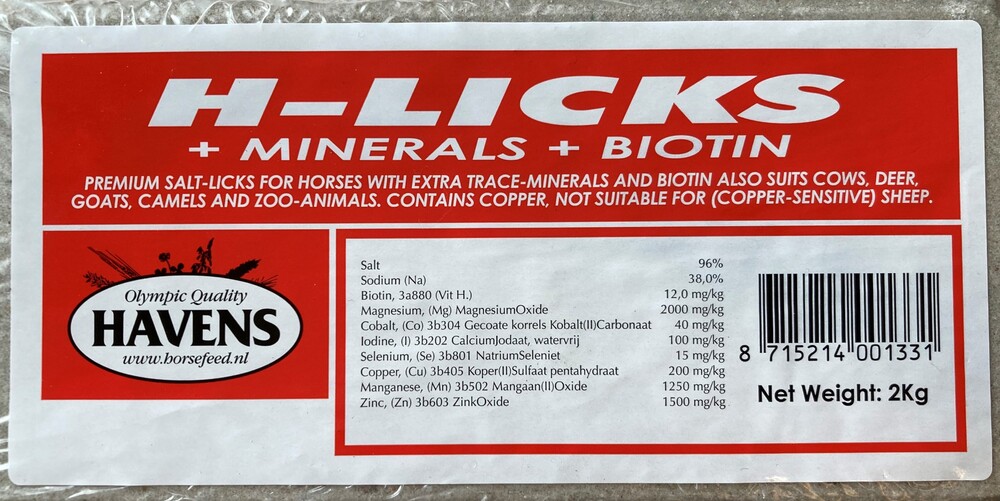 H-LICKS
+ MINERALS + BIOTIN
PREMIUM SALT-LICKS FOR HORSES WITH EXTRA TRACE-MINERALS AND BIOTIN ALSO SUITS COWS, DEER,
GOATS, CAMELS AND ZOO-ANIMALS. CONTAINS COPPER, NOT SUITABLE FOR (COPPER-SENSITIVE) SHEEP.
Olympic Quality
HAVENS
www.horsefeed.nl
Salt 96%
Sodium (Na) 38,0%
Biotin, 3a880 (Vit H.) 12,0 mg/kg
Magnesium, (Mg) MagnesiumOxide 2000 mg/kg
Cobalt, (Co) 3b304 Gecoate korrels Kobalt(II)Carbonaat 40 mg/kg
Iodine, (I) 3b202 CalciumJodaat, watervrij 100 mg/kg
Selenium, (Se) 3b801 NatriumSeleniet 15 mg/kg
Copper, (Cu) 3b405 Koper(II)Sulfaat pentahydraat 200 mg/kg
Manganese, (Mn) 3b502 Mangaan(II)Oxide 1250 mg/kg
Zinc, (Zn) 3b603 ZinkOxide 1500 mg/kg
8 715214 001331
Net Weight: 2Kg